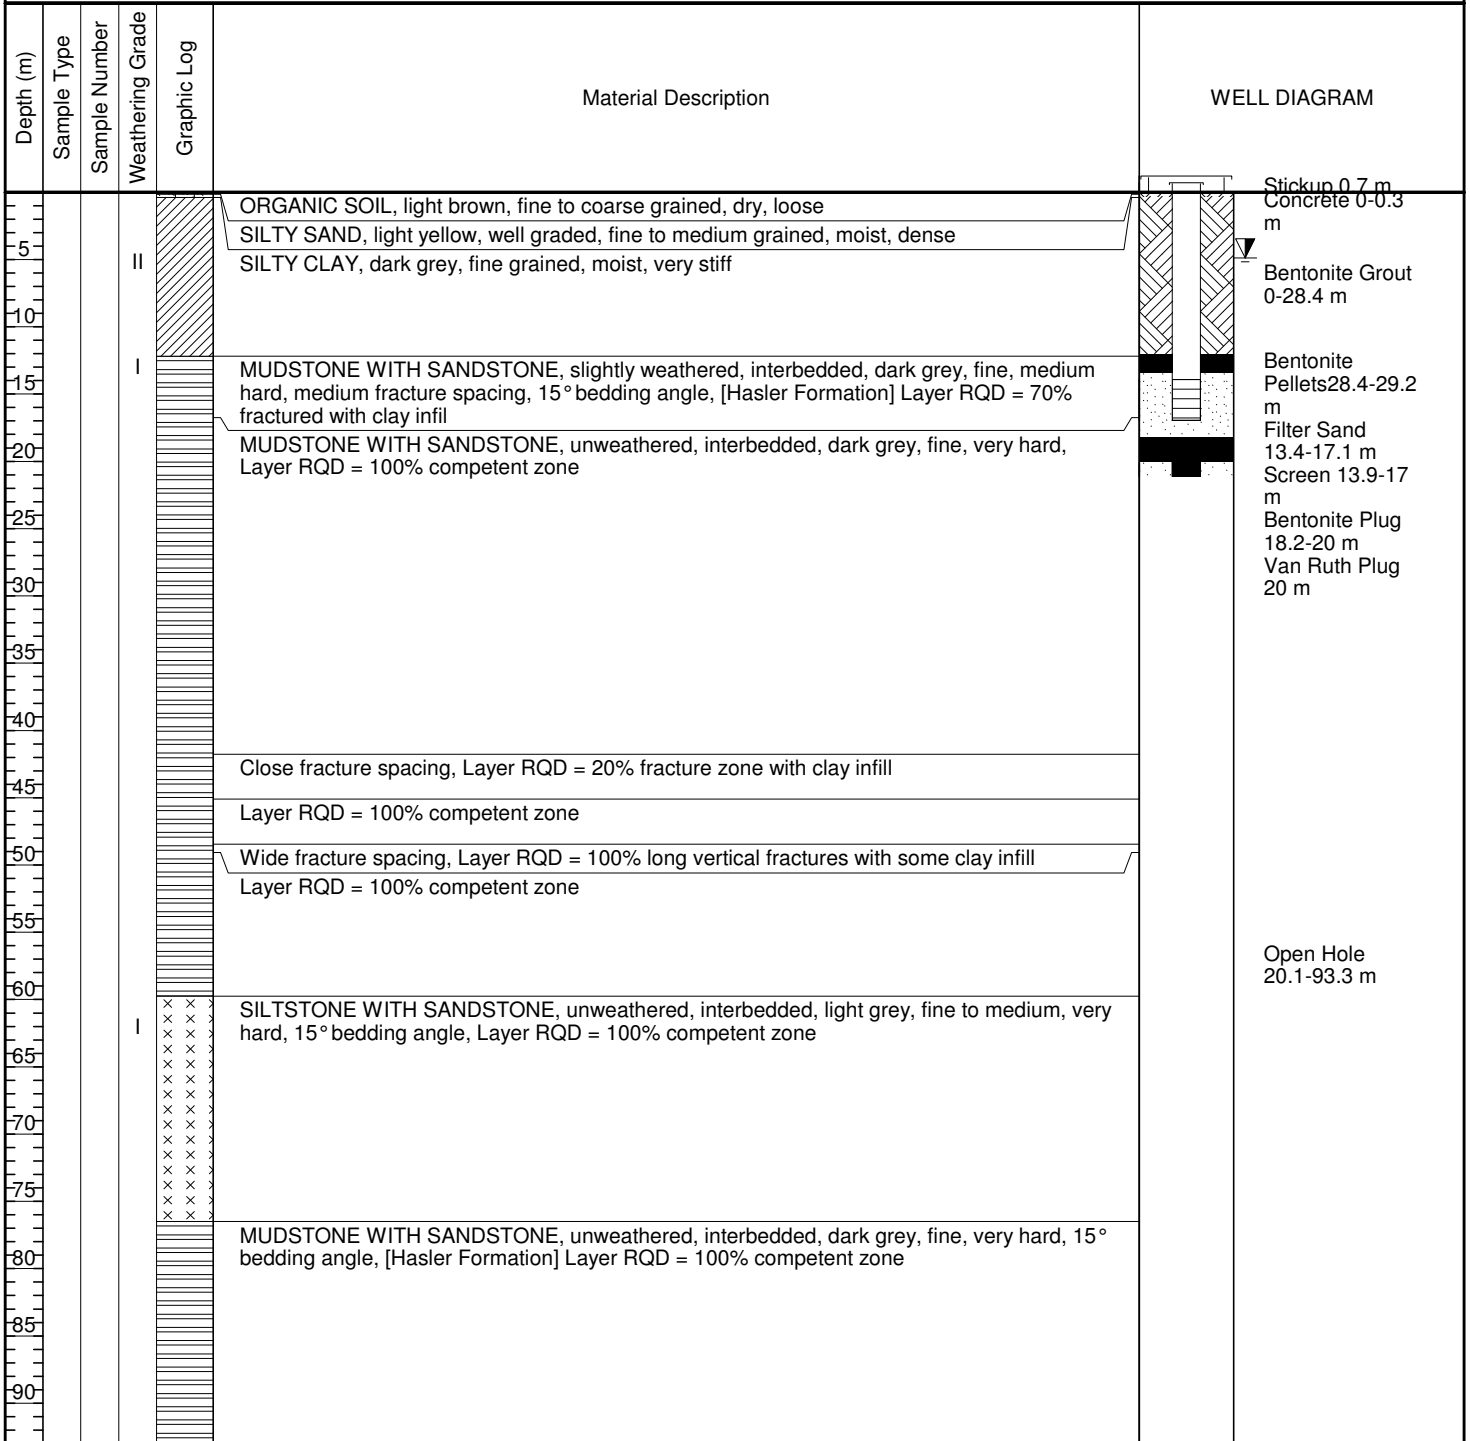 Depth (m)
Sample Type
Sample Number
Weathering Grade
Graphic Log
Material Description
WELL DIAGRAM
Stickup 0.7 m
Concrete 0-0.3
m
ORGANIC SOIL, light brown, fine to coarse grained, dry, loose
SILTY SAND, light yellow, well graded, fine to medium grained, moist, dense
5
II
SILTY CLAY, dark grey, fine grained, moist, very stiff
Bentonite Grout
0-28.4 m
10
I
MUDSTONE WITH SANDSTONE, slightly weathered, interbedded, dark grey, fine, medium
hard, medium fracture spacing, 15° bedding angle, [Hasler Formation] Layer RQD = 70%
fractured with clay infil
Bentonite
Pellets28.4-29.2
m
15
Filter Sand
13.4-17.1 m
Screen 13.9-17
m
Bentonite Plug
18.2-20 m
Van Ruth Plug
20 m
MUDSTONE WITH SANDSTONE, unweathered, interbedded, dark grey, fine, very hard,
Layer RQD = 100% competent zone
20
25
30
35
40
Close fracture spacing, Layer RQD = 20% fracture zone with clay infill
45
Layer RQD = 100% competent zone
50
Wide fracture spacing, Layer RQD = 100% long vertical fractures with some clay infill
Layer RQD = 100% competent zone
55
Open Hole
20.1-93.3 m
60
I
SILTSTONE WITH SANDSTONE, unweathered, interbedded, light grey, fine to medium, very
hard, 15° bedding angle, Layer RQD = 100% competent zone
65
70
75
MUDSTONE WITH SANDSTONE, unweathered, interbedded, dark grey, fine, very hard, 15°
bedding angle, [Hasler Formation] Layer RQD = 100% competent zone
80
85
90